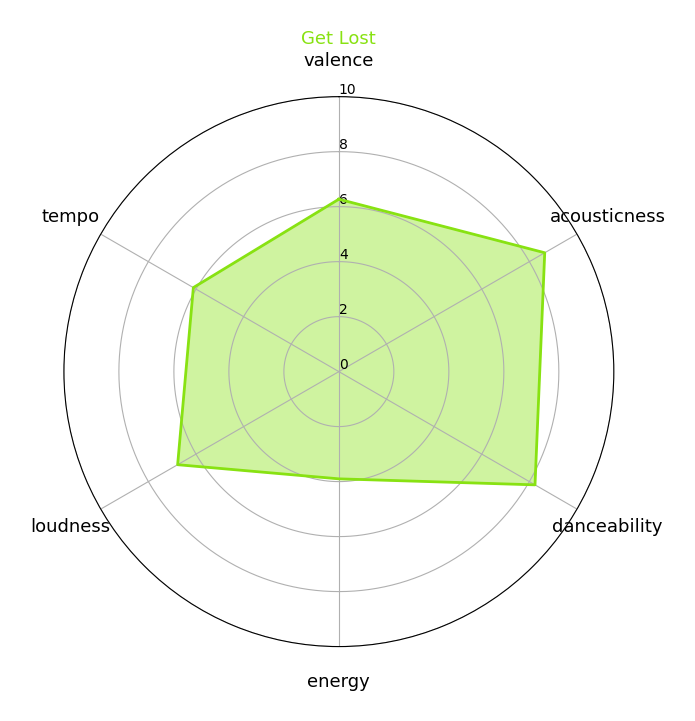 Get Lost
valence
10
8
6
4
2
0
tempo
acousticness
loudness
danceability
energy